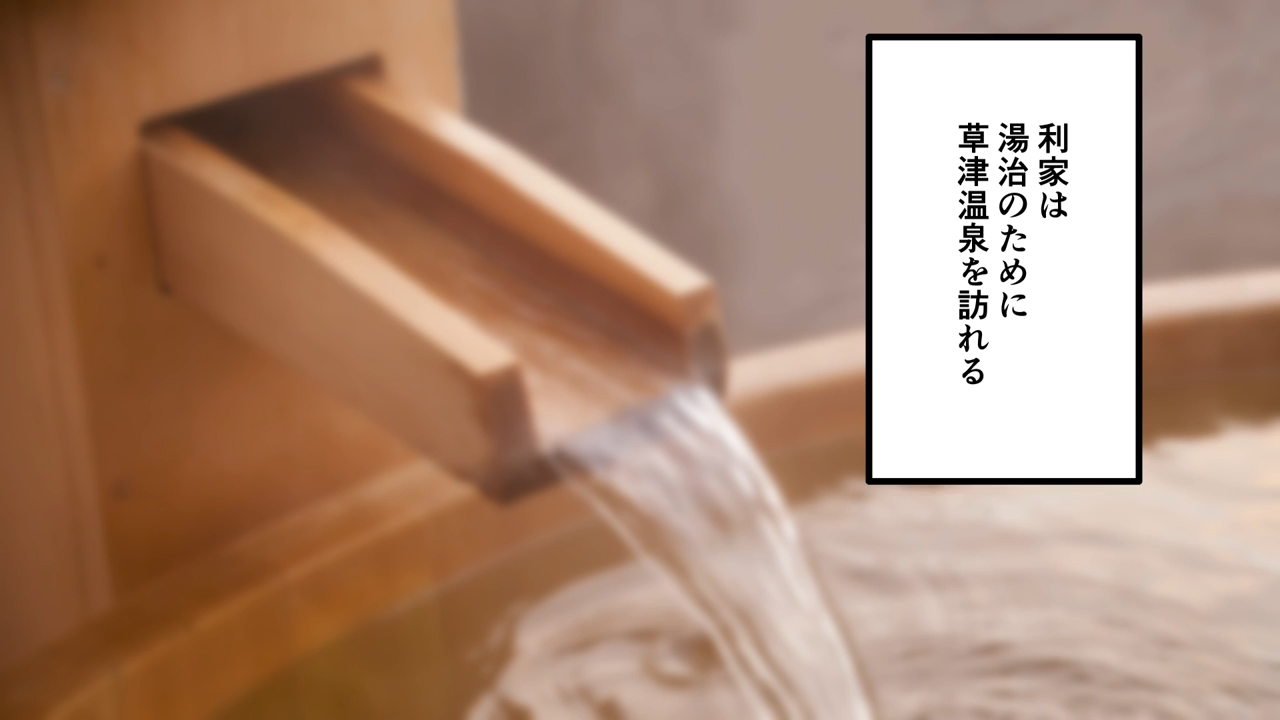 利家は
湯治のために
草津温泉を訪れる